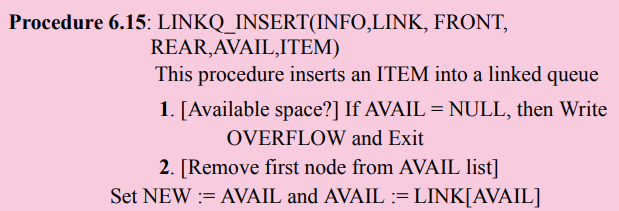 Procedure 6.15: LINKQ_INSERT(INFO,LINK, FRONT,
REAR,AVAIL,ITEM)
This procedure inserts an ITEM into a linked queue
1. [Available space?] If AVAIL = NULL, then Write
OVERFLOW and Exit
2. [Remove first node from AVAIL list]
Set NEW := AVAIL and AVAIL := LINK[AVAIL]